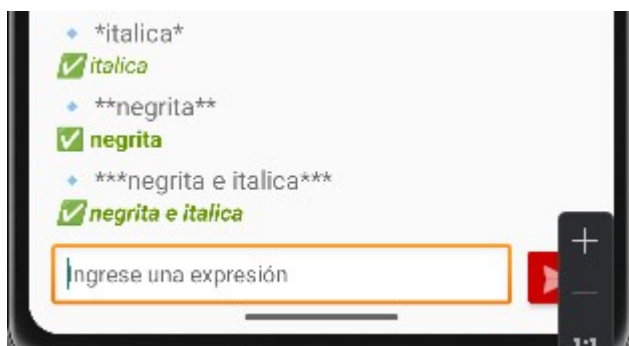 🔹 *italica*
✅ italica
🔹 **negrita**
✅ negrita
🔹 ***negrita e italica***
✅ negrita e italica
Ingrese una expresión
1:1